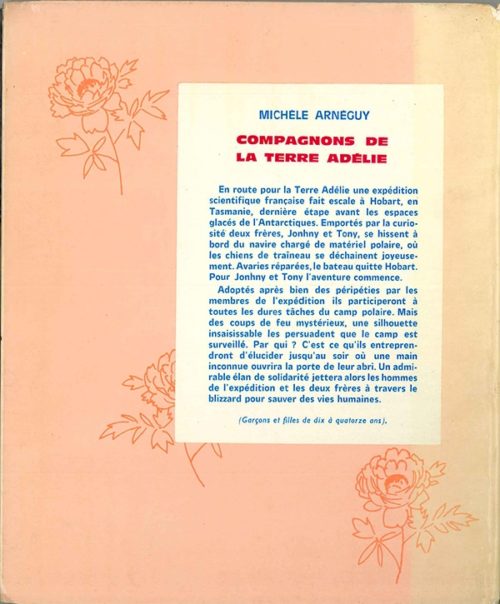 MICHÈLE ARNÉGUY
COMPAGNONS DE
LA TERRE ADÉLIE
En route pour la Terre Adélie une expédition
scientifique française fait escale à Hobart, en
Tasmanie, dernière étape avant les espaces
glacés de l'Antarctiques. Emportés par la curio-
sité deux frères, Jonhny et Tony, se hissent à
bord du navire chargé de matériel polaire, où
les chiens de traîneau se déchainent joyeuse-
ment. Avaries réparées, le bateau quitte Hobart.
Pour Jonhny et Tony l'aventure commence.
Adoptés après bien des péripéties par les
membres de l'expédition ils participeront à
toutes les dures tâches du camp polaire. Mais
des coups de feu mystérieux, une silhouette
insaisissable les persuadent que le camp est
surveillé. Par qui ? C'est ce qu'ils entrepren-
dront d'élucider jusqu'au soir où une main
inconnue ouvrira la porte de leur abri. Un admi-
rable élan de solidarité jettera alors les hommes
de l'expédition et les deux frères à travers le
blizzard pour sauver des vies humaines.
(Garçons et filles de dix à quatorze ans).